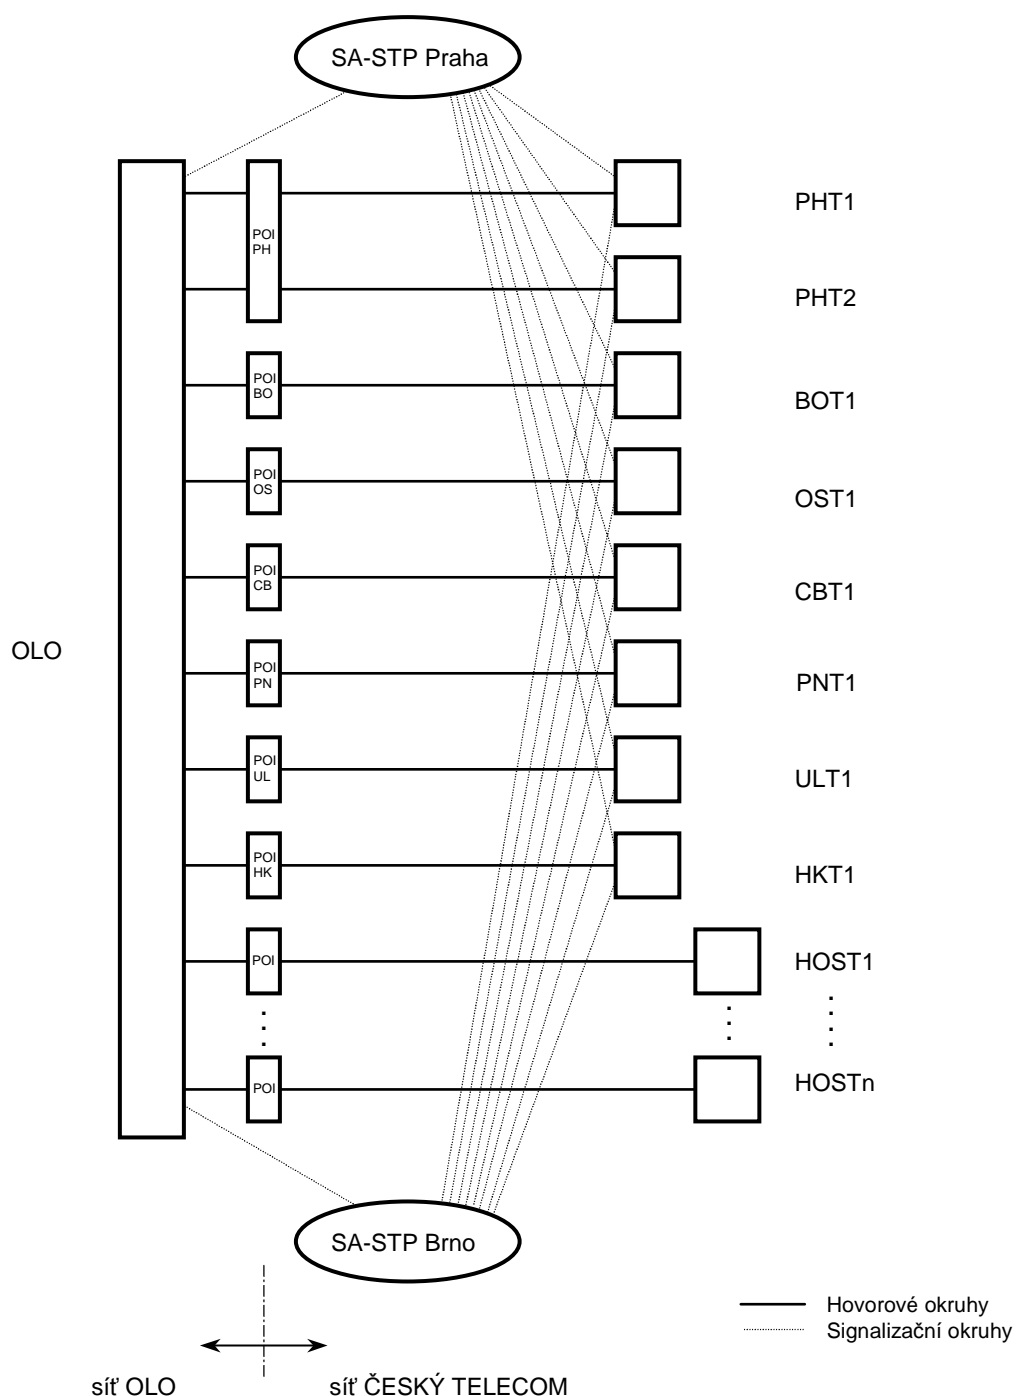 SA-STP Praha
POI
PH
PHT1
PHT2
POI
BO
BOT1
POI
OS
OST1
POI
CB
CBT1
OLO
POI
PN
PNT1
POI
UL
ULT1
POI
HK
HKT1
POI
HOST1
POI
HOSTn
SA-STP Brno
Hovorové okruhy
Signalizační okruhy
síť OLO
síť ČESKÝ TELECOM